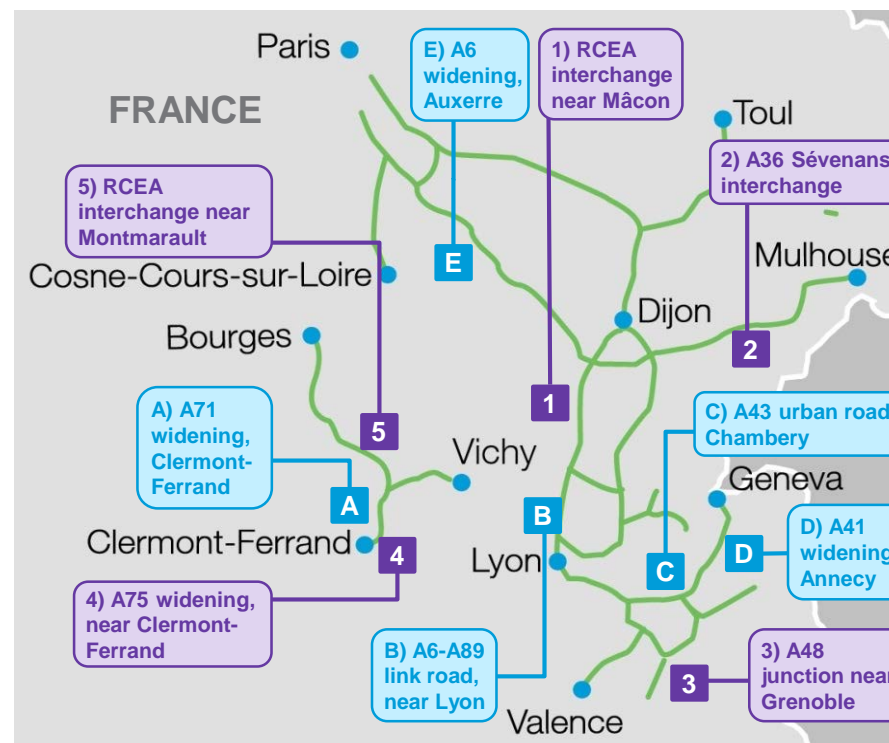 Paris
E) A6
widening,
Auxerre
1) RCEA
interchange
near Mâcon
FRANCE
Toul
2) A36 Sévenans
interchange
5) RCEA
interchange near
Montmarault
E
Mulhouse
Cosne-Cours-sur-Loire
Dijon
Bourges
2
1
A) A71
widening,
Clermont-
Ferrand
5
C) A43 urban road
Chambery
Vichy
Geneva
A
B
Clermont-Ferrand
4
Lyon
C
D
D) A41
widening
Annecy
4) A75 widening,
near Clermont-
Ferrand
B) A6-A89
link road,
near Lyon
3
3) A48
junction near
Grenoble
Valence